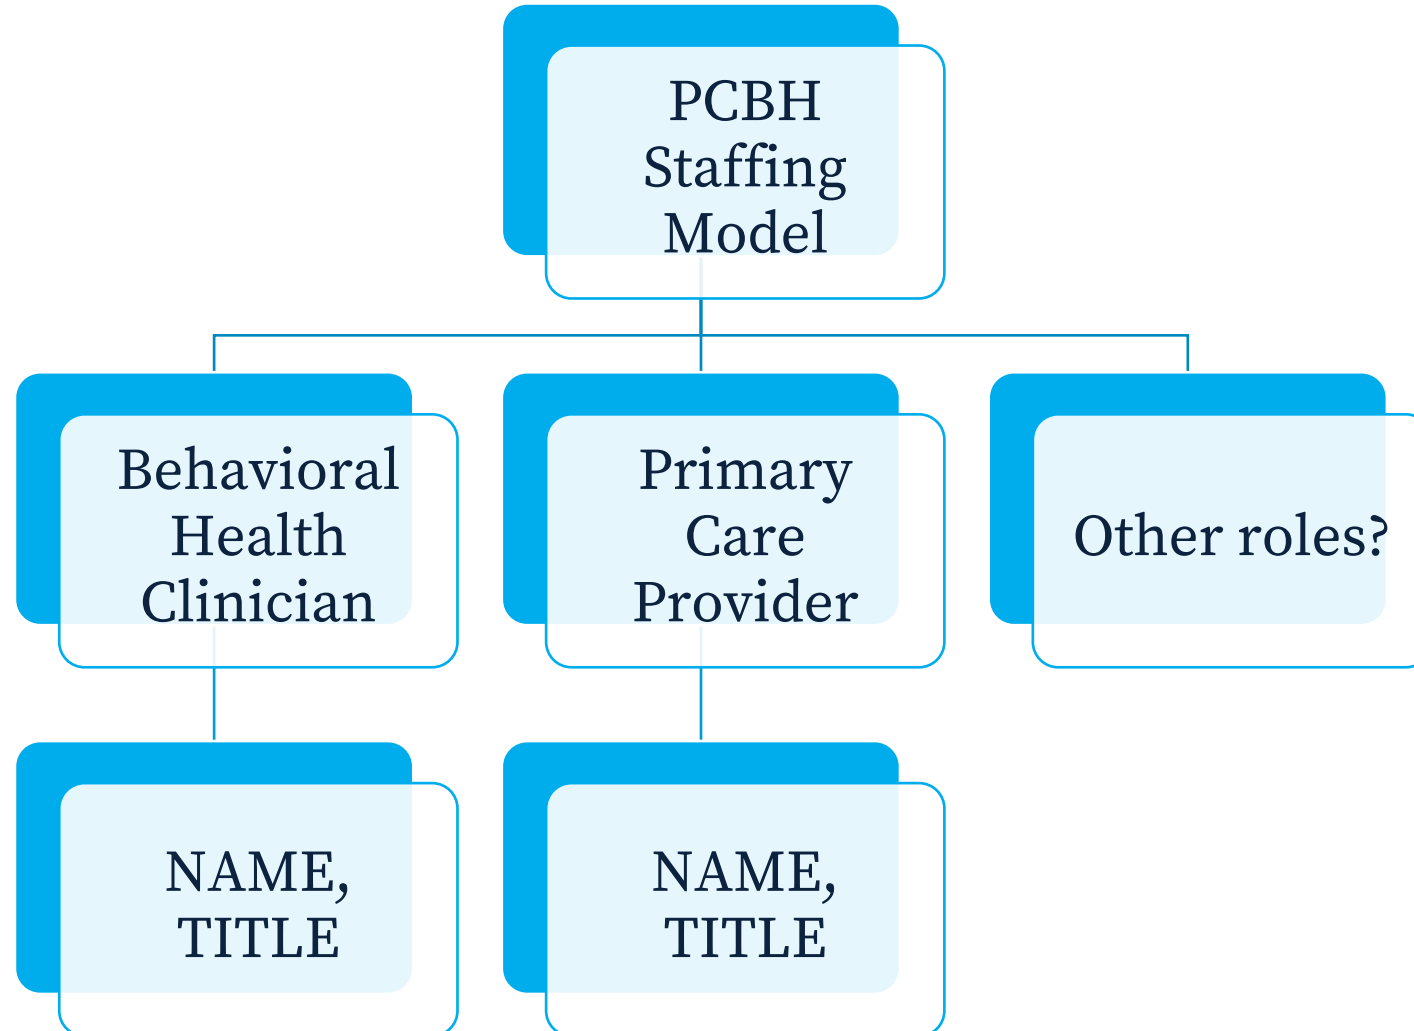 PCBH
Staffing
Model
Behavioral
Health
Clinician
Primary
Care
Provider
Other roles?
NAME,
TITLE
NAME,
TITLE